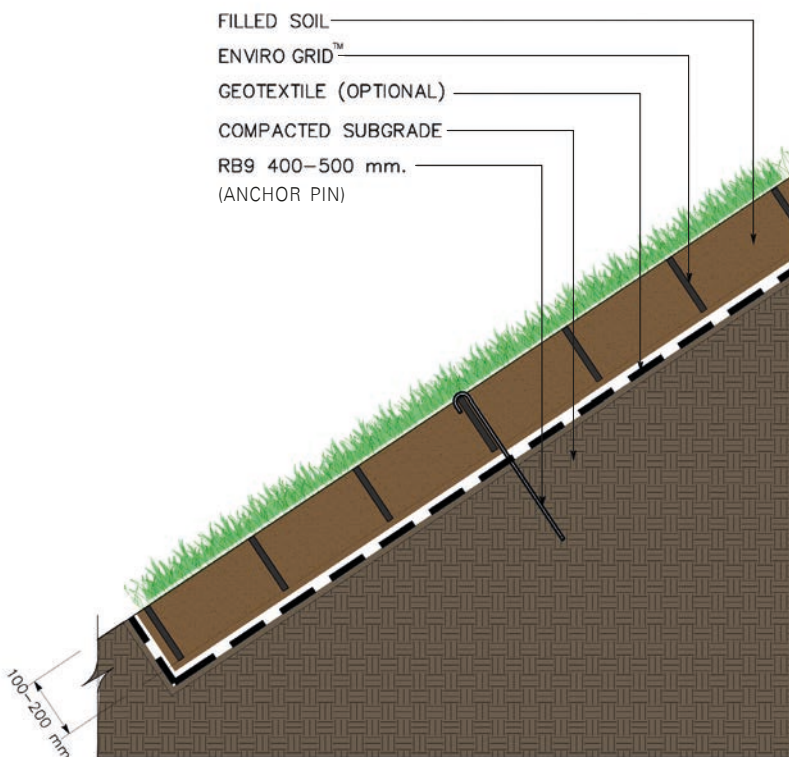 FILLED SOIL
ENVIRO GRID™
GEOTEXTILE (OPTIONAL)
COMPACTED SUBGRADE
RB9 400-500 mm.
(ANCHOR PIN)
100-200 mm